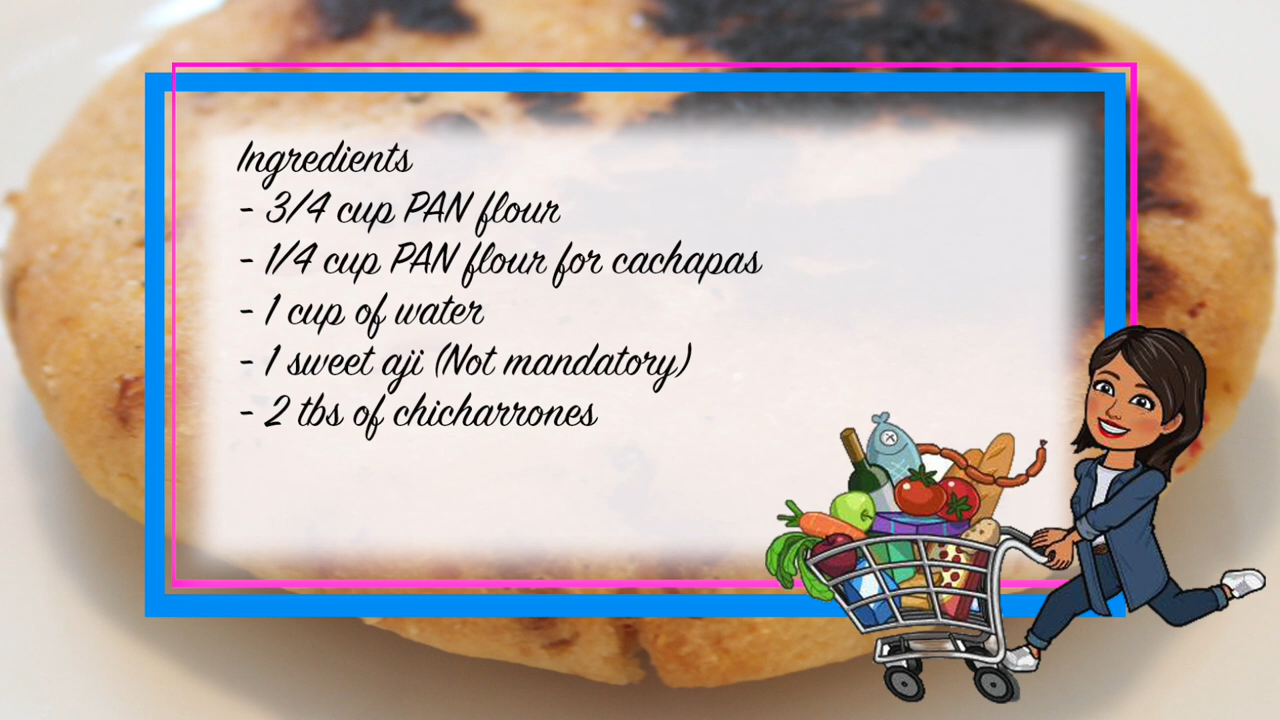 Ingredients
- 3/4 cup PAN flour
- 1/4 cup PAN flour for cachapas
- 1 cup of water
- 1 sweet aji (Not mandatory)
- 2 tbs of chicharrones